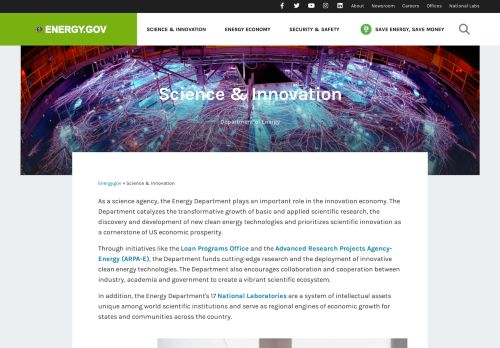 About Newsroom Careers Offices National Labs
ENERGY.GOV
SCIENCE & INNOVATION ENERGY ECONOMY SECURITY & SAFETY SAVE ENERGY, SAVE MONEY
Science & Innovation
Department of Energy
Energy.gov » Science & Innovation
As a science agency, the Energy Department plays an important role in the innovation economy. The
Department catalyzes the transformative growth of basic and applied scientific research, the
discovery and development of new clean energy technologies and prioritizes scientific innovation as
a cornerstone of US economic prosperity.
Through initiatives like the Loan Programs Office and the Advanced Research Projects Agency-
Energy (ARPA-E), the Department funds cutting-edge research and the deployment of innovative
clean energy technologies. The Department also encourages collaboration and cooperation between
industry, academia and government to create a vibrant scientific ecosystem.
In addition, the Energy Department's 17 National Laboratories are a system of intellectual assets
unique among world scientific institutions and serve as regional engines of economic growth for
states and communities across the country.